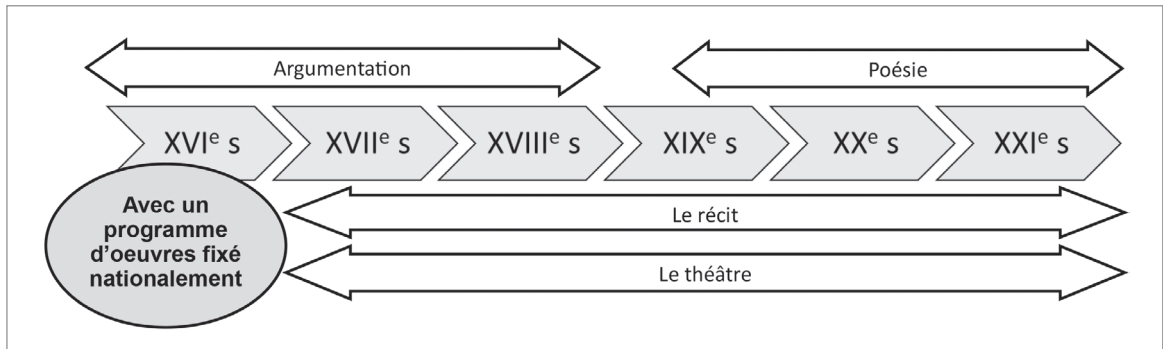 Argumentation
Poésie
XVIᵉ s
XVIIᵉ s
XVIIIᵉ s
XIXᵉ s
XXᵉ s
XXIᵉ s
Avec un
programme
d'oeuvres fixé
nationalement
Le récit
Le théâtre